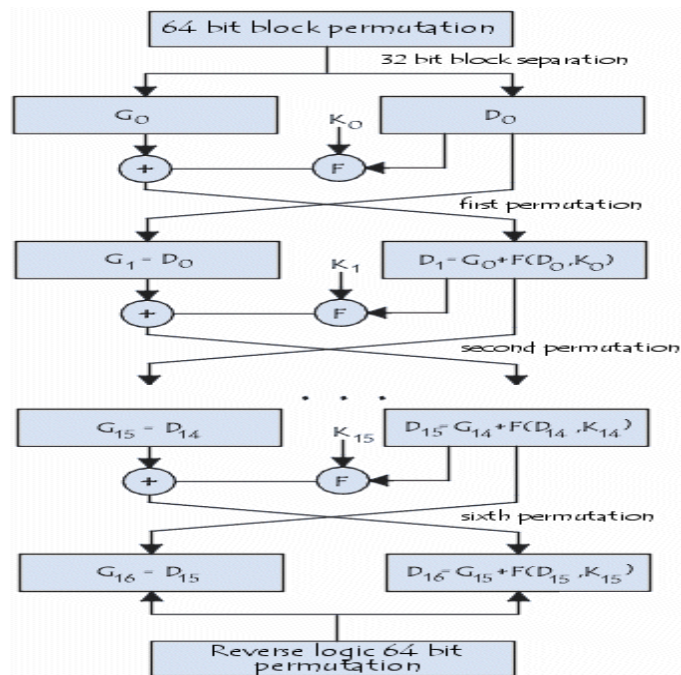 64 bit block permutation
32 bit block separation
G0
K0
D0
+
F
first permutation
G1 - D0
K1
D1 - G0 + F(D0 ,K0 )
+
F
second permutation
. . .
G15 - D14
K15
D15 - G14 + F(D14 ,K14 )
+
F
sixth permutation
G16 - D15
D16 - G15 + F(D15 ,K15 )
Reverse logic 64 bit
permutation